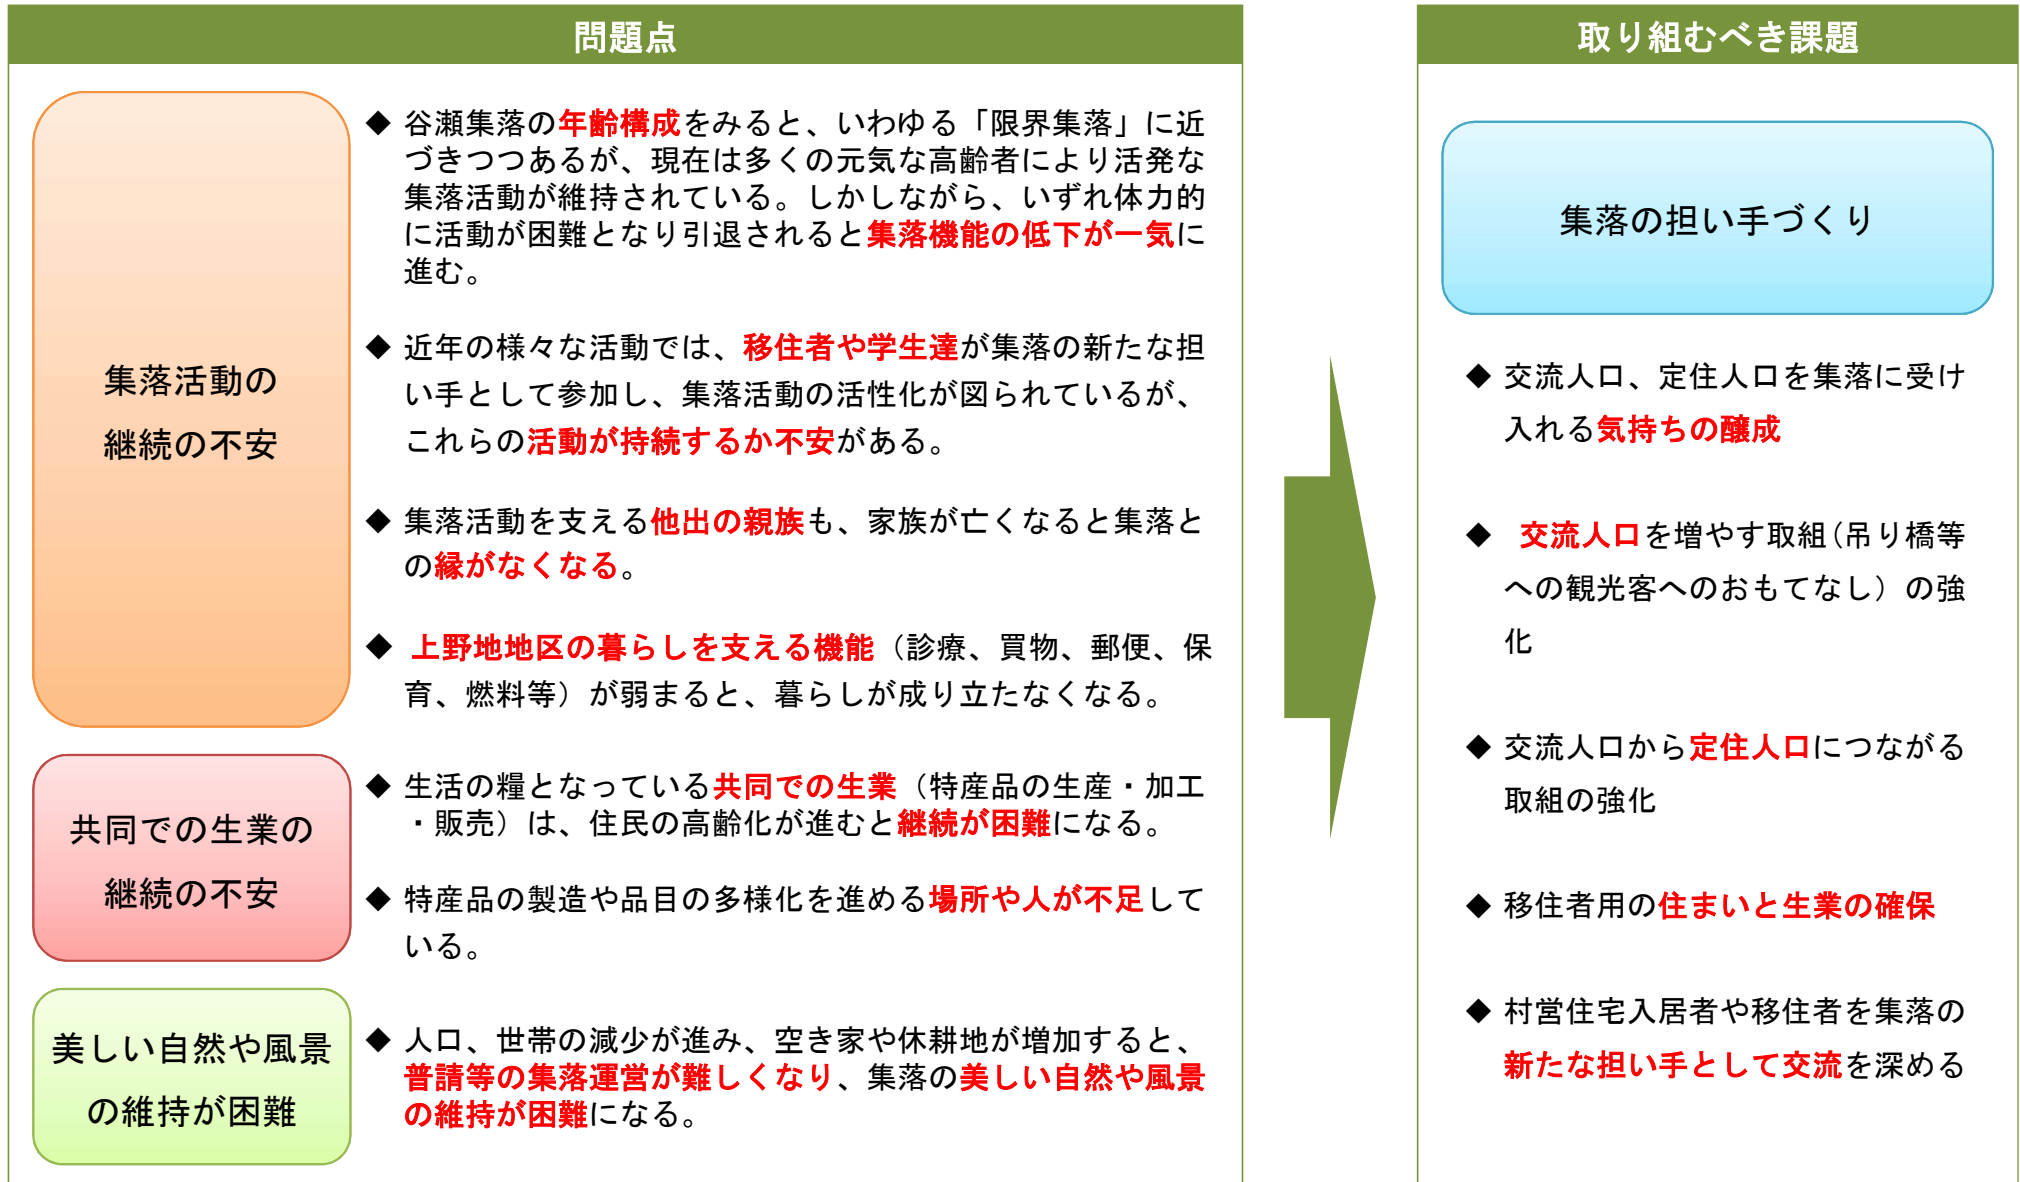 問題点
集落活動の
継続の不安
◆ 谷瀬集落の年齢構成をみると、いわゆる「限界集落」に近
づきつつあるが、現在は多くの元気な高齢者により活発な
集落活動が維持されている。しかしながら、いずれ体力的
に活動が困難となり引退されると集落機能の低下が一気に
進む。
◆ 近年の様々な活動では、移住者や学生達が集落の新たな担
い手として参加し、集落活動の活性化が図られているが、
これらの活動が持続するか不安がある。
◆ 集落活動を支える他出の親族も、家族が亡くなると集落と
の縁がなくなる。
◆ 上野地地区の暮らしを支える機能（診療、買物、郵便、保
育、燃料等）が弱まると、暮らしが成り立たなくなる。
共同での生業の
継続の不安
◆ 生活の糧となっている共同での生業（特産品の生産・加工
・販売）は、住民の高齢化が進むと継続が困難になる。
◆ 特産品の製造や品目の多様化を進める場所や人が不足して
いる。
美しい自然や風景
の維持が困難
◆ 人口、世帯の減少が進み、空き家や休耕地が増加すると、
普請等の集落運営が難しくなり、集落の美しい自然や風景
の維持が困難になる。
取り組むべき課題
集落の担い手づくり
◆ 交流人口、定住人口を集落に受け
入れる気持ちの醸成
◆ 交流人口を増やす取組（吊り橋等
への観光客へのおもてなし）の強
化
◆ 交流人口から定住人口につながる
取組の強化
◆ 移住者用の住まいと生業の確保
◆ 村営住宅入居者や移住者を集落の
新たな担い手として交流を深める